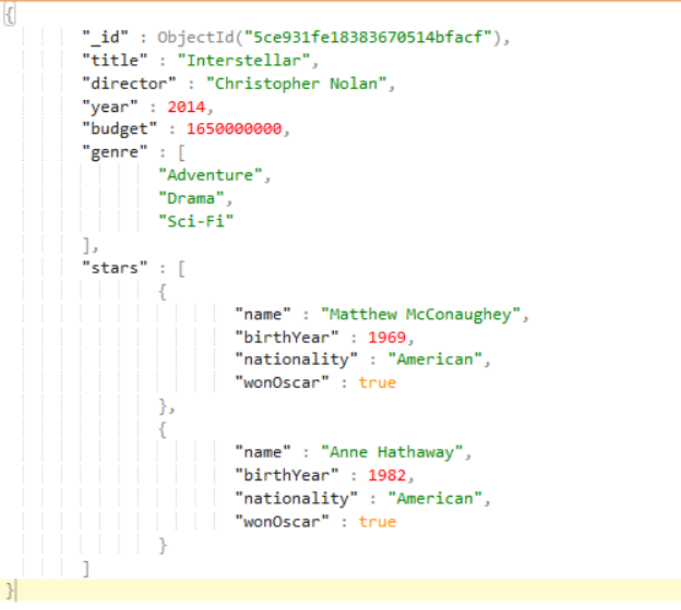 {
"_id" : ObjectId("5ce931fe18383670514bfacf"),
"title" : "Interstellar",
"director" : "Christopher Nolan",
"year" : 2014,
"budget" : 1650000000,
"genre" : [
"Adventure",
"Drama",
"Sci-Fi"
],
"stars" : [
{
"name" : "Matthew McConaughey",
"birthYear" : 1969,
"nationality" : "American",
"wonOscar" : true
},
{
"name" : "Anne Hathaway",
"birthYear" : 1982,
"nationality" : "American",
"wonOscar" : true
}
]
}